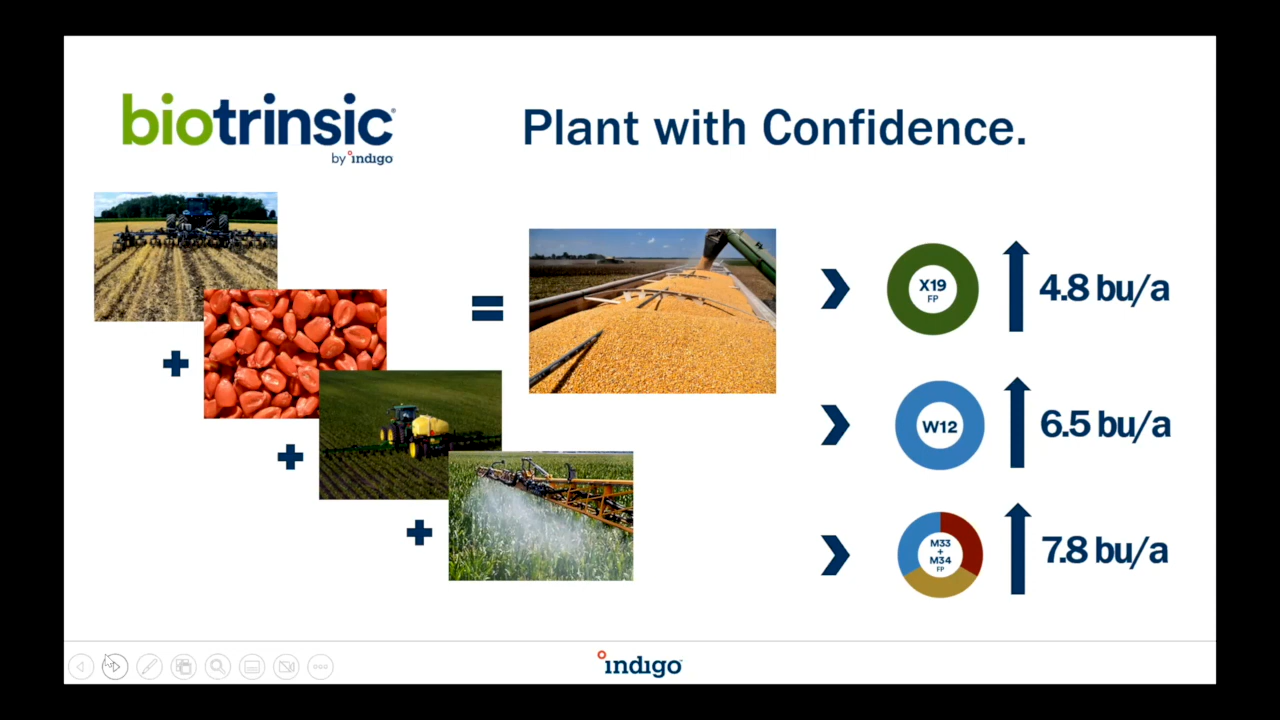 biotrinsic®
by indigo
Plant with Confidence.
+
+
+
=
X19
FP
4.8 bu/a
W12
6.5 bu/a
M33
+
M34
FP
7.8 bu/a
indigo